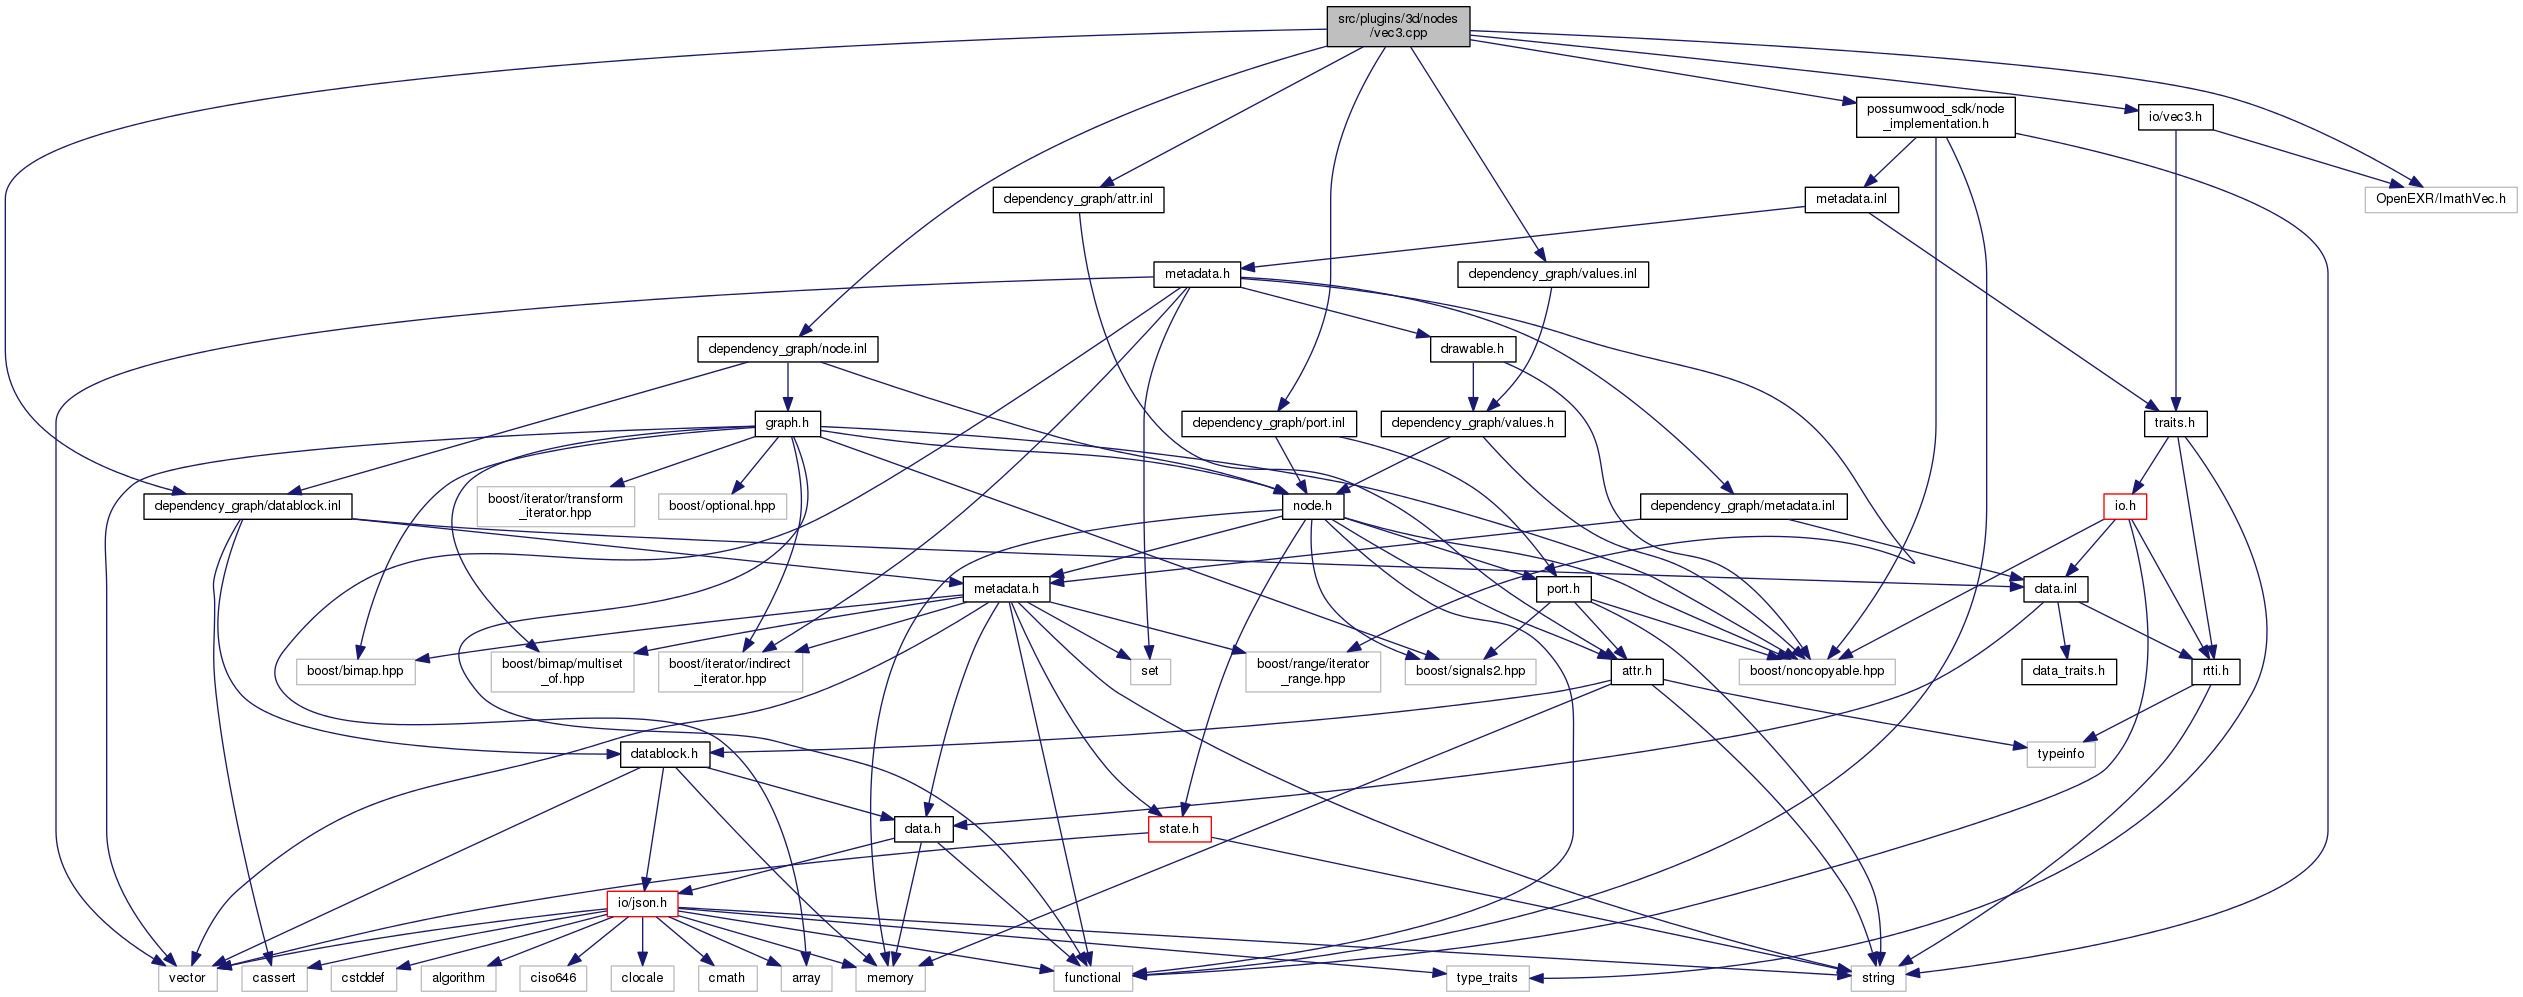 src/plugins/3d/nodes
/vec3.cpp
possumwood_sdk/node
_implementation.h
io/vec3.h
dependency_graph/attr.inl
metadata.inl
OpenEXR/ImathVec.h
metadata.h
dependency_graph/values.inl
dependency_graph/node.inl
drawable.h
graph.h
dependency_graph/port.inl
dependency_graph/values.h
traits.h
dependency_graph/datablock.inl
boost/iterator/transform
_iterator.hpp
boost/optional.hpp
node.h
dependency_graph/metadata.inl
io.h
metadata.h
port.h
data.inl
boost/bimap.hpp
boost/bimap/multiset
_of.hpp
boost/iterator/indirect
_iterator.hpp
set
boost/range/iterator
_range.hpp
boost/signals2.hpp
attr.h
boost/noncopyable.hpp
data_traits.h
rtti.h
datablock.h
typeinfo
data.h
state.h
io/json.h
vector
cassert
cstddef
algorithm
ciso646
clocale
cmath
array
memory
functional
type_traits
string